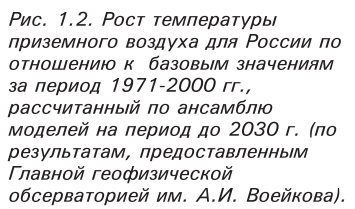 Рис. 1.2. Рост температуры
приземного воздуха для России по
отношению к базовым значениям
за период 1971-2000 гг.,
рассчитанный по ансамблю
моделей на период до 2030 г. (по
результатам, предоставленным
Главной геофизической
обсерваторией им. А.И. Воейкова).